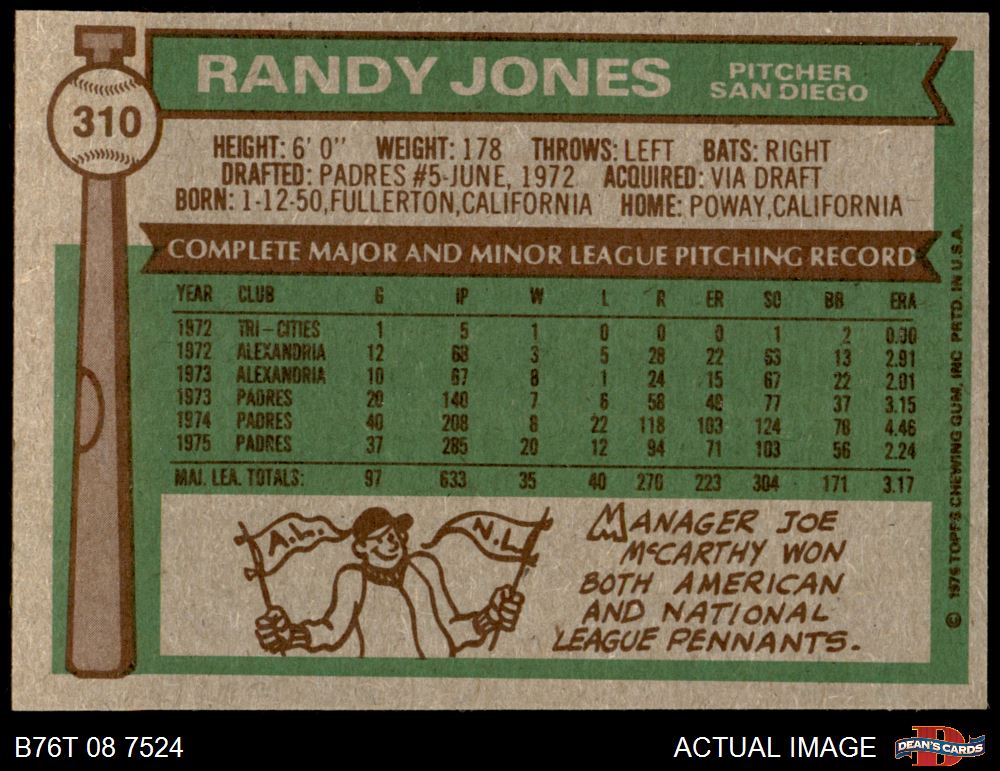 310
RANDY JONES
PITCHER
SAN DIEGO
HEIGHT: 6' 0" WEIGHT: 178 THROWS: LEFT BATS: RIGHT
DRAFTED: PADRES #5-JUNE, 1972 ACQUIRED: VIA DRAFT
BORN: 1-12-50, FULLERTON, CALIFORNIA HOME: POWAY, CALIFORNIA
COMPLETE MAJOR AND MINOR LEAGUE PITCHING RECORD
YEAR CLUB G IP W L R ER SO BB ERA
1972 TRI-CITIES 1 5 1 0 0 0 1 2 0.00
1972 ALEXANDRIA 12 68 3 5 28 22 63 13 2.91
1973 ALEXANDRIA 10 67 8 1 24 15 67 22 2.01
1973 PADRES 20 140 7 6 58 49 77 37 3.15
1974 PADRES 40 208 8 22 118 103 124 78 4.46
1975 PADRES 37 285 20 12 94 71 103 56 2.24
MAJ. LEA. TOTALS: 97 633 35 40 270 223 304 171 3.17
A.L.
N.L.
MANAGER JOE
McCARTHY WON
BOTH AMERICAN
AND NATIONAL
LEAGUE PENNANTS.
© 1976 TOPPS CHEWING GUM, INC. PRTD. IN U.S.A.
B76T 08 7524
ACTUAL IMAGE
DEAN'S CARDS